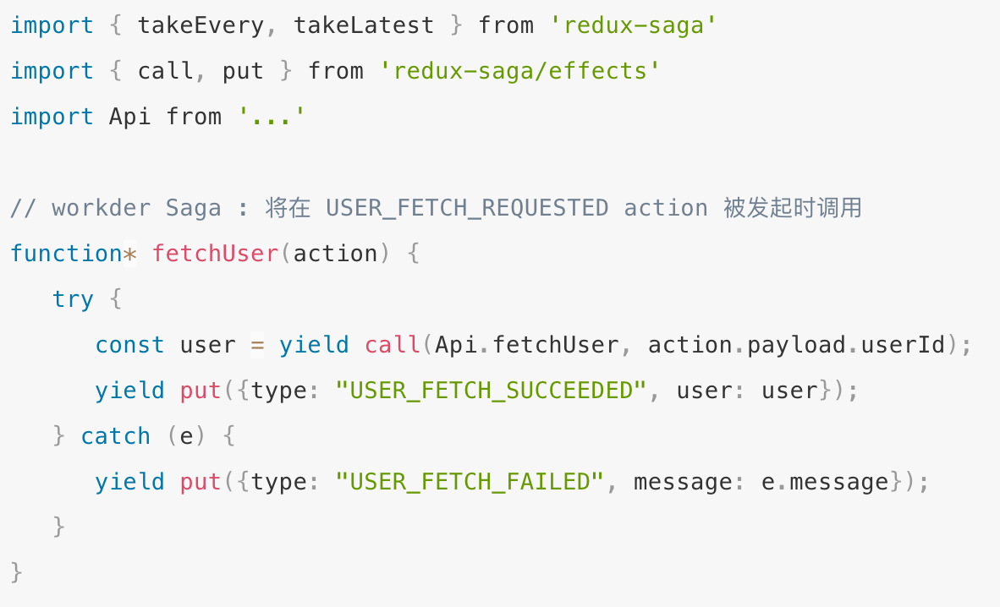 import { takeEvery, takeLatest } from 'redux-saga'
import { call, put } from 'redux-saga/effects'
import Api from '...'

// workder Saga : 将在 USER_FETCH_REQUESTED action 被发起时调用
function* fetchUser(action) {
   try {
      const user = yield call(Api.fetchUser, action.payload.userId);
      yield put({type: "USER_FETCH_SUCCEEDED", user: user});
   } catch (e) {
      yield put({type: "USER_FETCH_FAILED", message: e.message});
   }
}